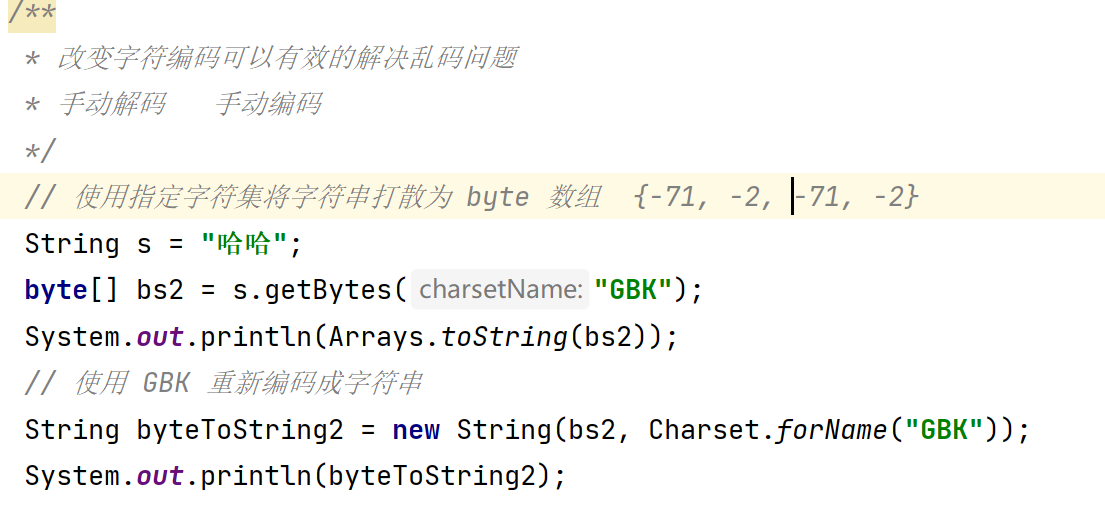 /**
* 改变字符编码可以有效的解决乱码问题
* 手动解码   手动编码
*/
// 使用指定字符集将字符串打散为 byte 数组  {-71, -2, -71, -2}
String s = "哈哈";
byte[] bs2 = s.getBytes( charsetName: "GBK");
System.out.println(Arrays.toString(bs2));
// 使用 GBK 重新编码成字符串
String byteToString2 = new String(bs2, Charset.forName("GBK"));
System.out.println(byteToString2);